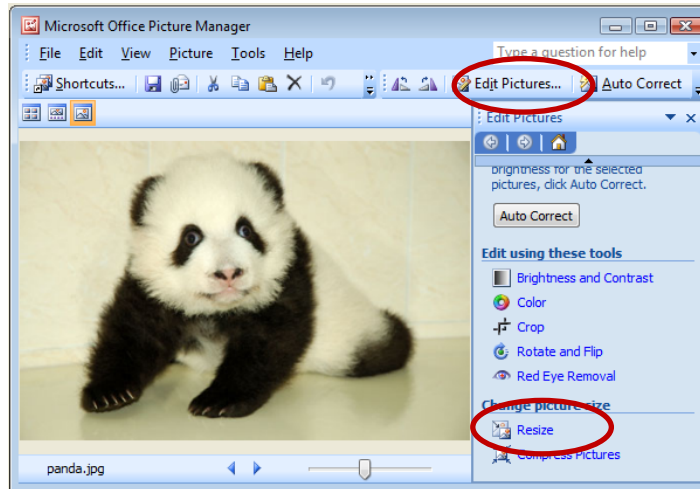 Microsoft Office Picture Manager
File Edit View Picture Tools Help
Type a question for help
Shortcuts... Edit Pictures... Auto Correct
Edit Pictures
brightness for the selected
pictures, click Auto Correct.
Auto Correct
Edit using these tools
Brightness and Contrast
Color
Crop
Rotate and Flip
Red Eye Removal
Change picture size
Resize
Compress Pictures
panda.jpg